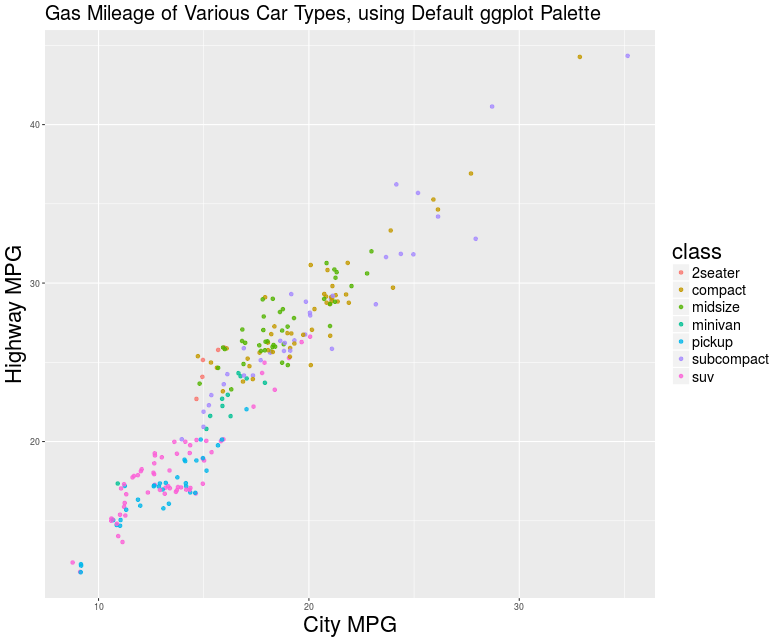 Gas Mileage of Various Car Types, using Default ggplot Palette
40
30
20
10
20
30
Highway MPG
City MPG
class
2seater
compact
midsize
minivan
pickup
subcompact
suv